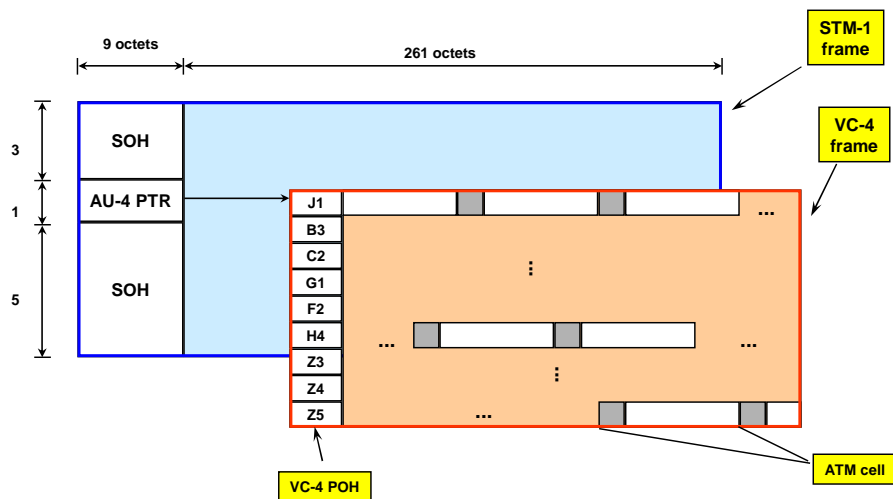 9 octets
261 octets
STM-1
frame
VC-4
frame
3
SOH
1
AU-4 PTR
5
SOH
J1
...
B3
C2
...
G1
F2
H4
...
...
Z3
...
Z4
Z5
...
VC-4 POH
ATM cell